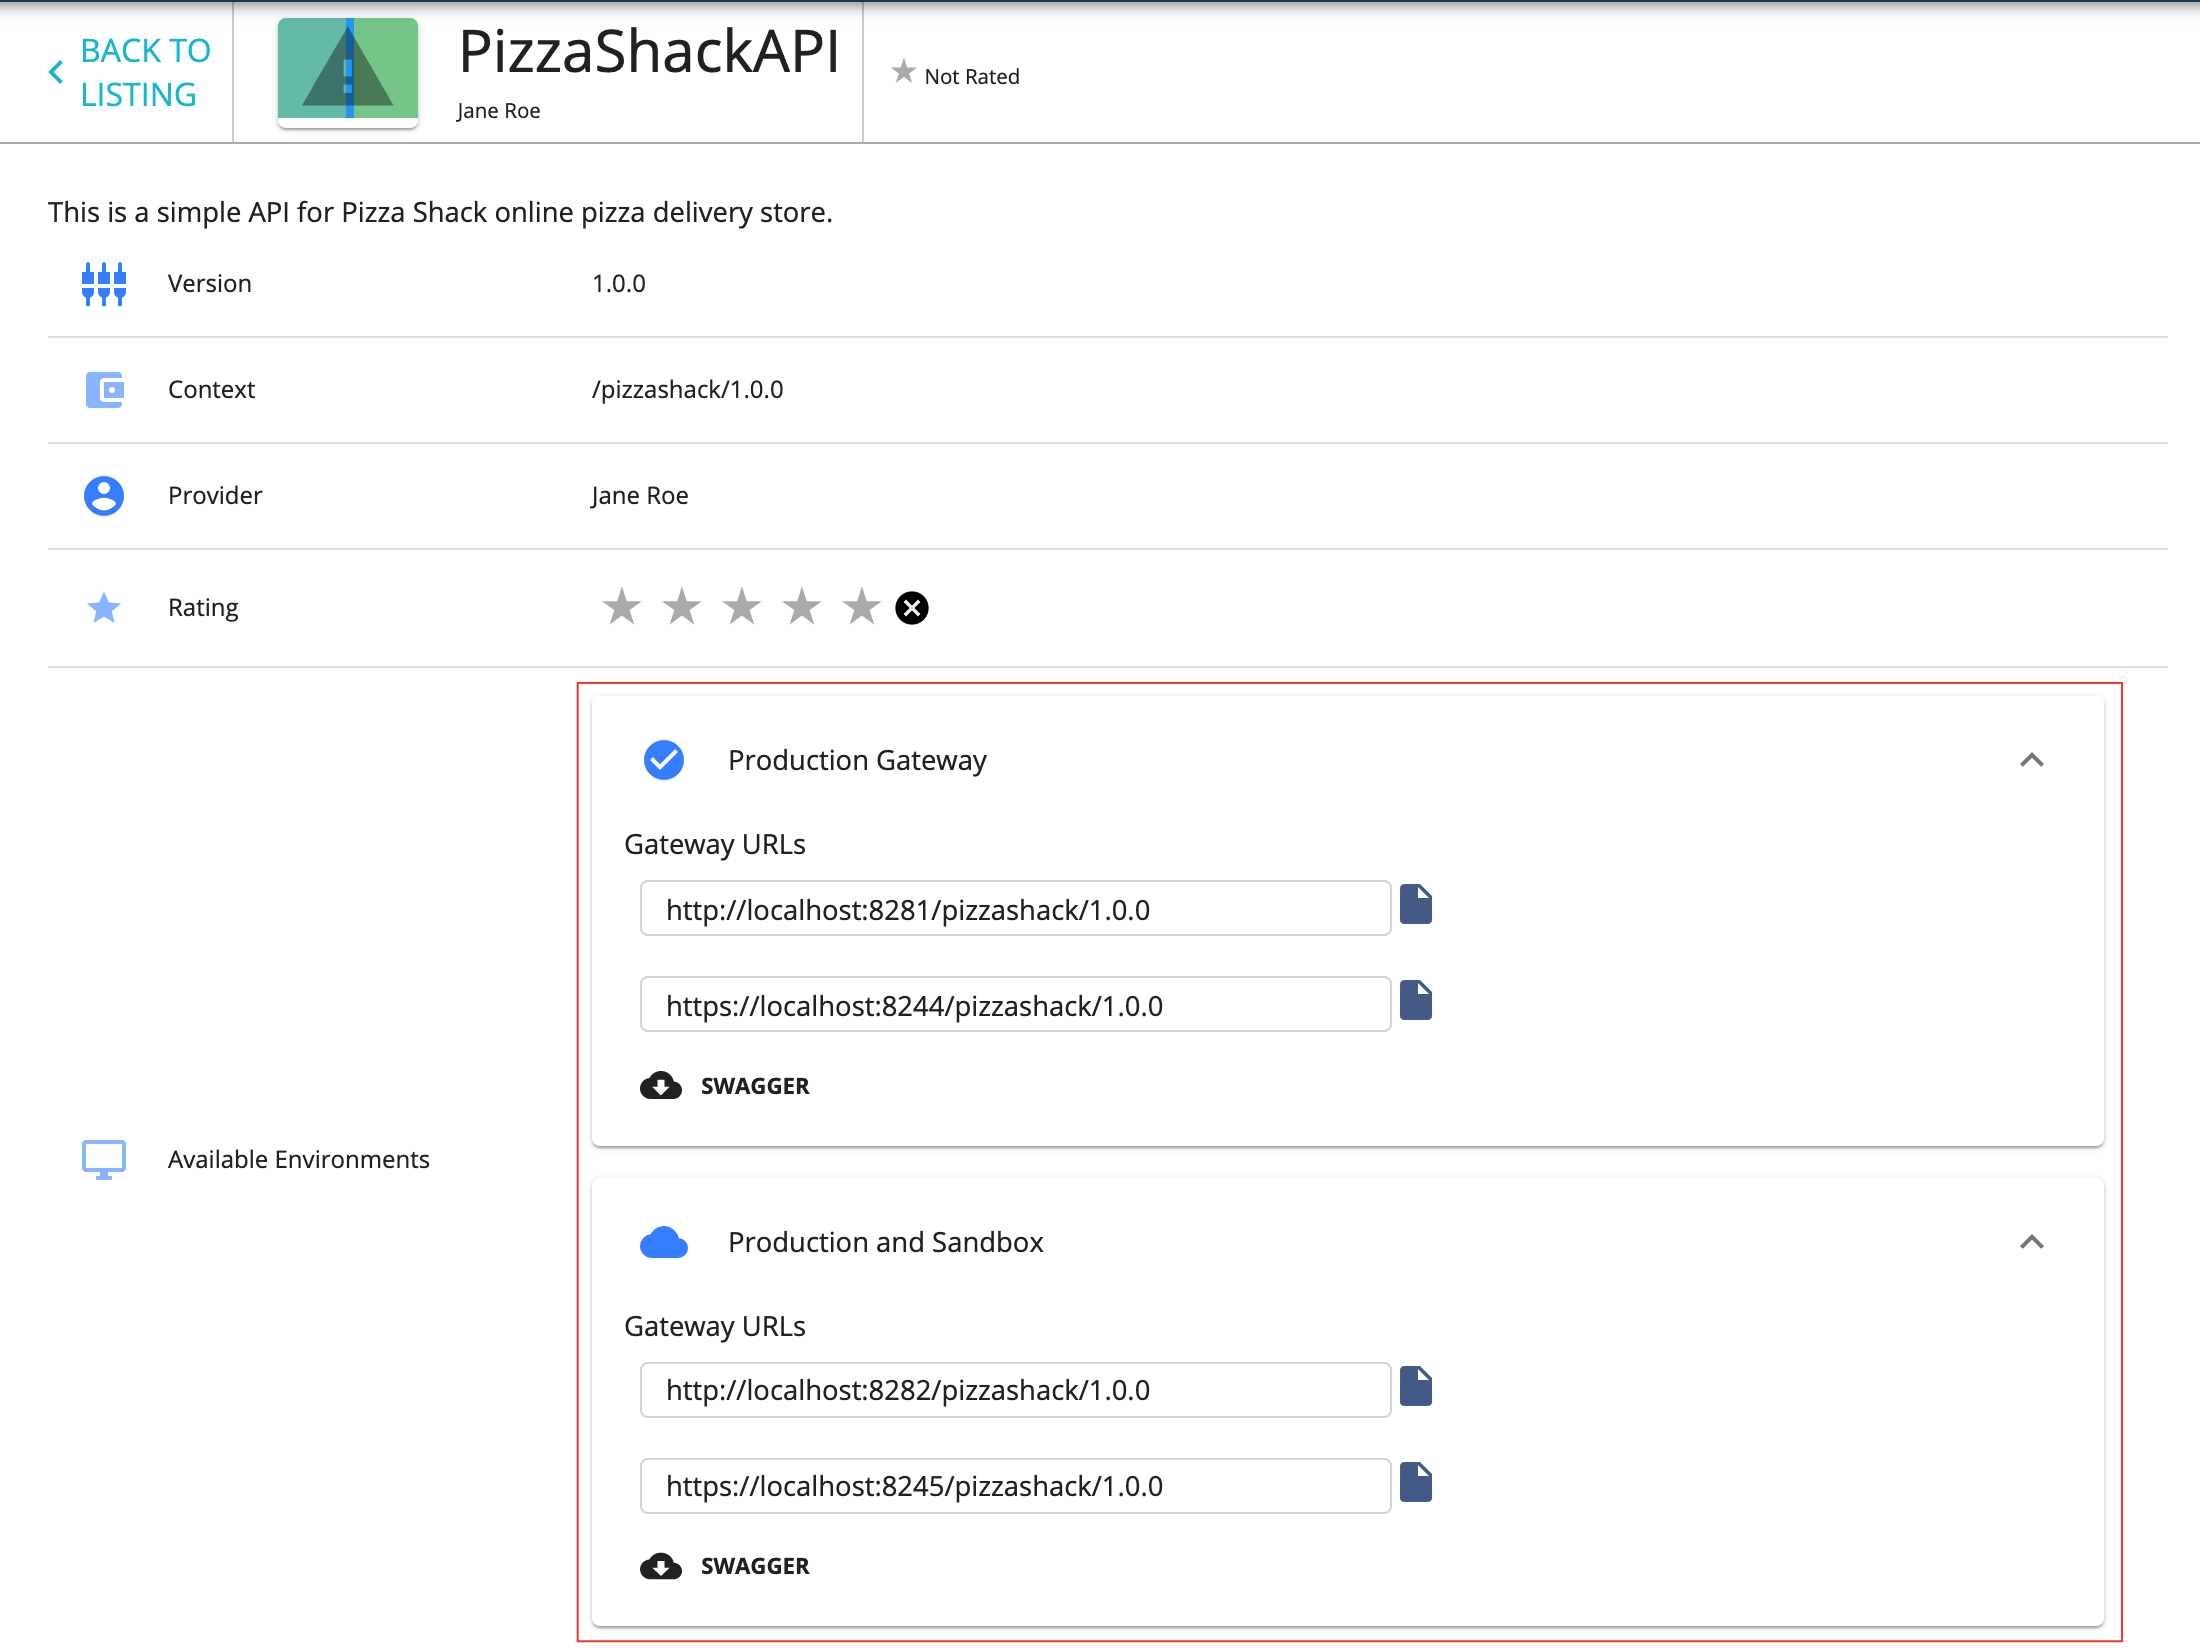 BACK TO
LISTING
PizzaShackAPI
Jane Roe
Not Rated
This is a simple API for Pizza Shack online pizza delivery store.
Version 1.0.0
Context /pizzashack/1.0.0
Provider Jane Roe
Rating
Available Environments
Production Gateway
Gateway URLs
http://localhost:8281/pizzashack/1.0.0
https://localhost:8244/pizzashack/1.0.0
SWAGGER
Production and Sandbox
Gateway URLs
http://localhost:8282/pizzashack/1.0.0
https://localhost:8245/pizzashack/1.0.0
SWAGGER